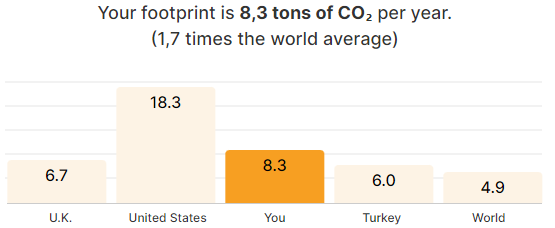 Your footprint is 8,3 tons of CO₂ per year.
(1,7 times the world average)
6.7
18.3
8.3
6.0
4.9
U.K.
United States
You
Turkey
World